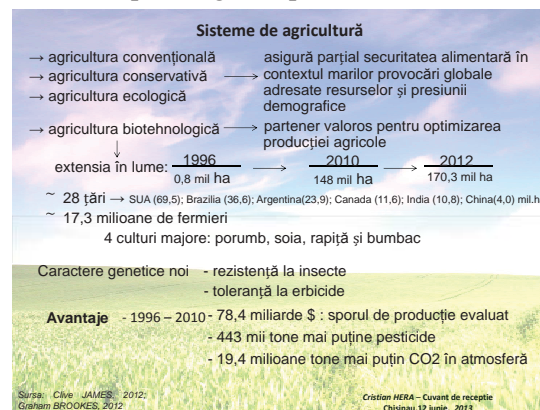 Sisteme de agricultură
→ agricultura convențională
→ agricultura conservativă → asigură parțial securitatea alimentară în
contextul marilor provocări globale
adresate resurselor și presiunii
demografice
→ agricultura ecologică
→ agricultura biotehnologică → partener valoros pentru optimizarea
producției agricole
extensia în lume: 1996 → 2010 → 2012
0,8 mil ha 148 mil ha 170,3 mil ha
~ 28 țări → SUA (69,5); Brazilia (36,6); Argentina(23,9); Canada (11,6); India (10,8); China(4,0) mil.h
~ 17,3 milioane de fermieri
4 culturi majore: porumb, soia, rapiță și bumbac
Caractere genetice noi - rezistență la insecte
- toleranță la erbicide
Avantaje - 1996 – 2010 - 78,4 miliarde $ : sporul de producție evaluat
- 443 mii tone mai puține pesticide
- 19,4 milioane tone mai puțin CO2 în atmosferă
Sursa: Clive JAMES, 2012;
Graham BROOKES, 2012
Cristian HERA – Cuvant de receptie
Chisinau 12 iunie, 2013